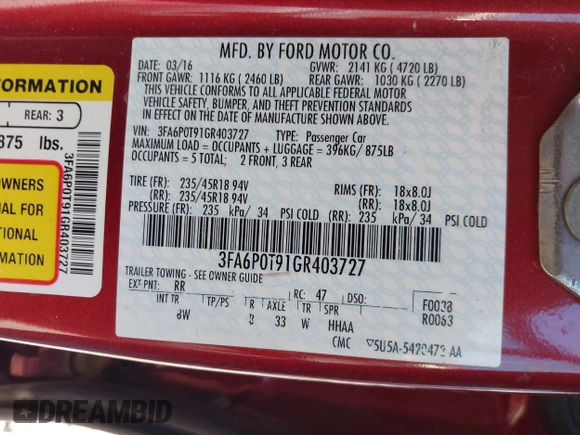 MFD. BY FORD MOTOR CO.
DATE: 03/16 GVWR: 2141 KG ( 4720 LB)
FRONT GAWR: 1116 KG ( 2460 LB) REAR GAWR: 1030 KG ( 2270 LB)
THIS VEHICLE CONFORMS TO ALL APPLICABLE FEDERAL MOTOR
VEHICLE SAFETY, BUMPER, AND THEFT PREVENTION STANDARDS
IN EFFECT ON THE DATE OF MANUFACTURE SHOWN ABOVE.
VIN: 3FA6P0T91GR403727 TYPE: Passenger Car
MAXIMUM LOAD = OCCUPANTS + LUGGAGE = 396KG/ 875LB
OCCUPANTS = 5 TOTAL; 2 FRONT, 3 REAR
TIRE (FR): 235/45R18 94V RIMS (FR): 18x8.0J
(RR): 235/45R18 94V (RR): 18x8.0J
PRESSURE (FR): 235 kPa/ 34 PSI COLD (RR): 235 kPa/ 34 PSI COLD
3FA6P0T91GR403727
TRAILER TOWING - SEE OWNER GUIDE
EXT PNT: RR RC: 47 DSO: F0038
INT TR TP/PS R AXLE TR SPR R0063
8W 33 W HHAA
CMC
FORMATION
REAR: 3
875 lbs.
OWNERS
UAL FOR
TIONAL
MATION
3FA6P0T91GR403727
DREAMBID